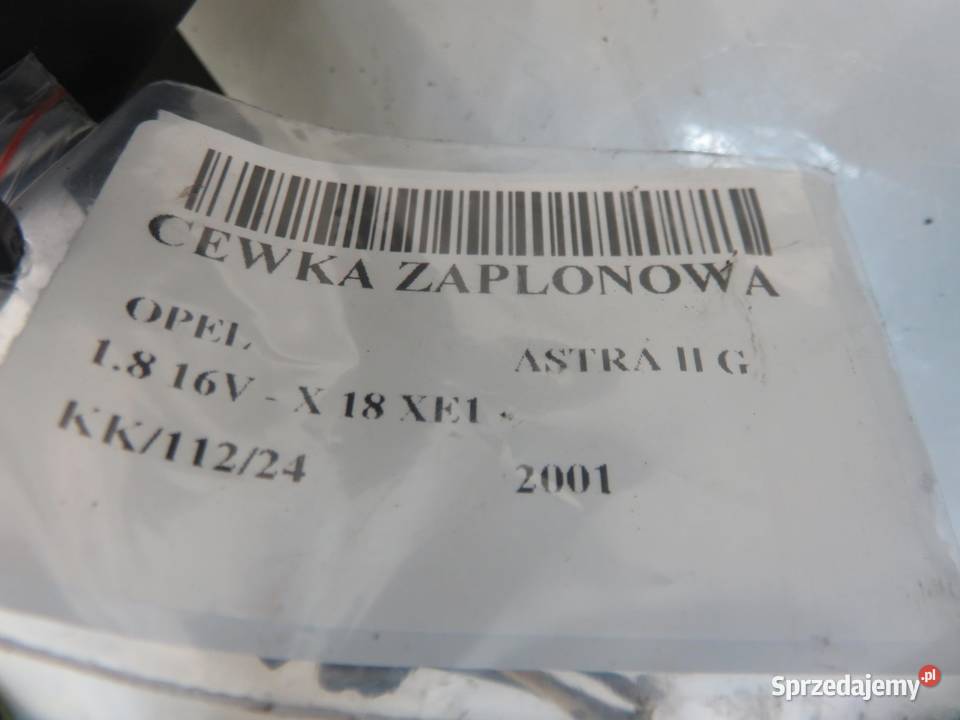 CEWKA ZAPLONOWA
OPEL ASTRA II G
1.8 16V - X 18 XE1
KK/112/24 2001
Sprzedajemy.pl